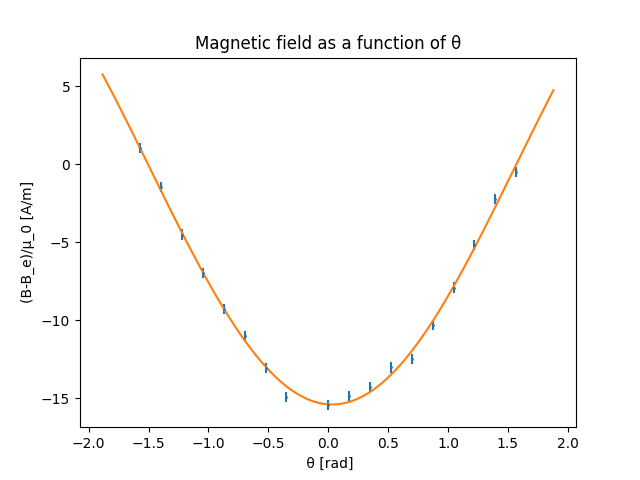 Magnetic field as a function of θ
(B-B_e)/μ_0 [A/m]
5
0
−5
−10
−15
−2.0 −1.5 −1.0 −0.5 0.0 0.5 1.0 1.5 2.0
θ [rad]